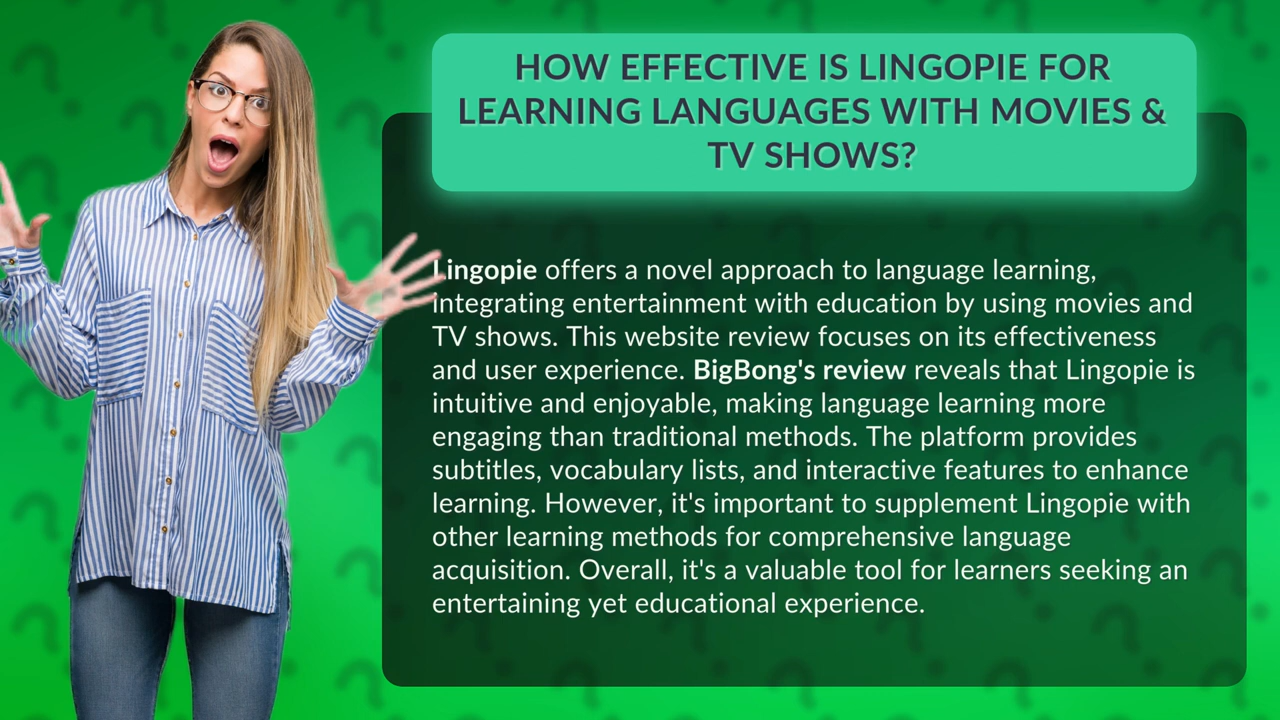 HOW EFFECTIVE IS LINGOPIE FOR
LEARNING LANGUAGES WITH MOVIES &
TV SHOWS?
Lingopie offers a novel approach to language learning,
integrating entertainment with education by using movies and
TV shows. This website review focuses on its effectiveness
and user experience. BigBong's review reveals that Lingopie is
intuitive and enjoyable, making language learning more
engaging than traditional methods. The platform provides
subtitles, vocabulary lists, and interactive features to enhance
learning. However, it's important to supplement Lingopie with
other learning methods for comprehensive language
acquisition. Overall, it's a valuable tool for learners seeking an
entertaining yet educational experience.